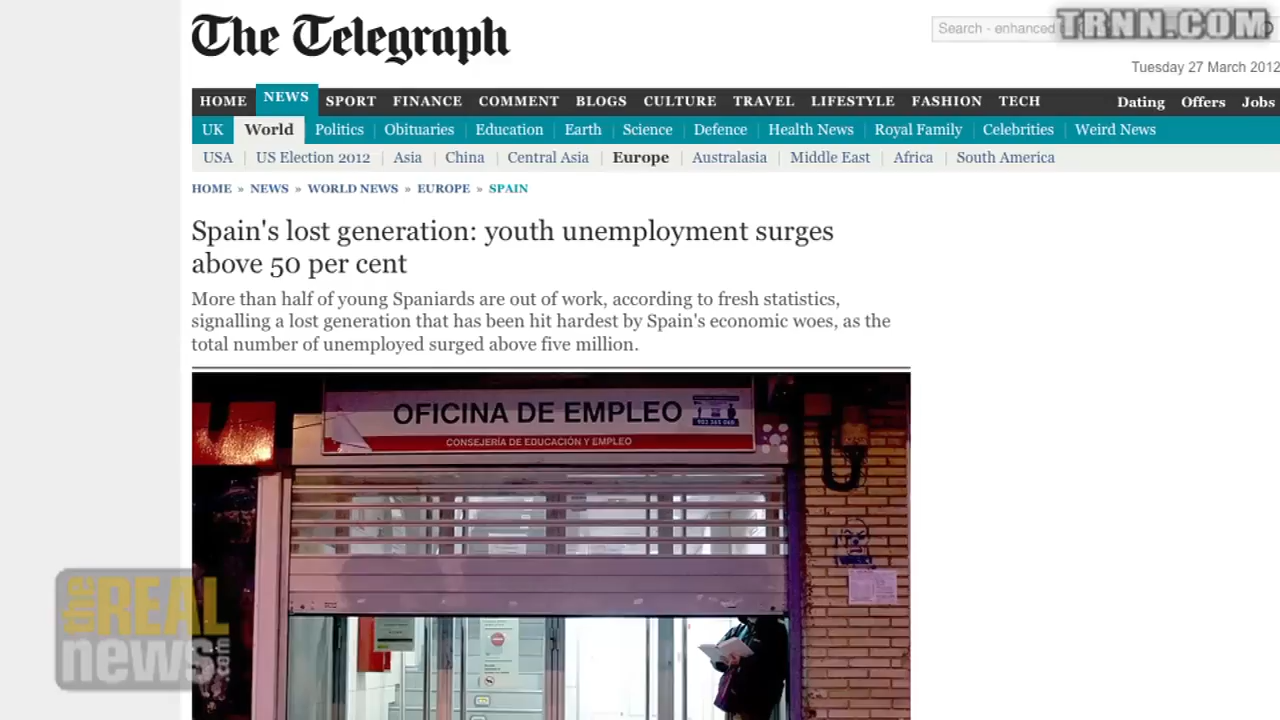 The Telegraph
TRNN.COM
Search - enhanced
Tuesday 27 March 2012
HOME NEWS SPORT FINANCE COMMENT BLOGS CULTURE TRAVEL LIFESTYLE FASHION TECH Dating Offers Jobs
UK World Politics Obituaries Education Earth Science Defence Health News Royal Family Celebrities Weird News
USA US Election 2012 Asia China Central Asia Europe Australasia Middle East Africa South America
HOME » NEWS » WORLD NEWS » EUROPE » SPAIN
Spain's lost generation: youth unemployment surges
above 50 per cent
More than half of young Spaniards are out of work, according to fresh statistics,
signalling a lost generation that has been hit hardest by Spain's economic woes, as the
total number of unemployed surged above five million.
OFICINA DE EMPLEO
CONSEJERÍA DE EDUCACIÓN Y EMPLEO
the REAL
news.com